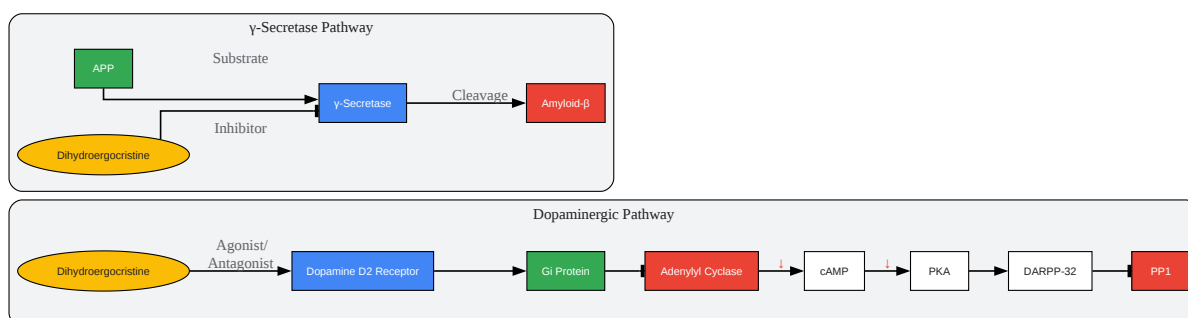 γ-Secretase Pathway
Substrate
APP
γ-Secretase
Cleavage
Amyloid-β
Inhibitor
Dihydroergocristine
Dopaminergic Pathway
Dihydroergocristine
Agonist/
Antagonist
Dopamine D2 Receptor
Gi Protein
Adenylyl Cyclase
↓
cAMP
↓
PKA
DARPP-32
PP1